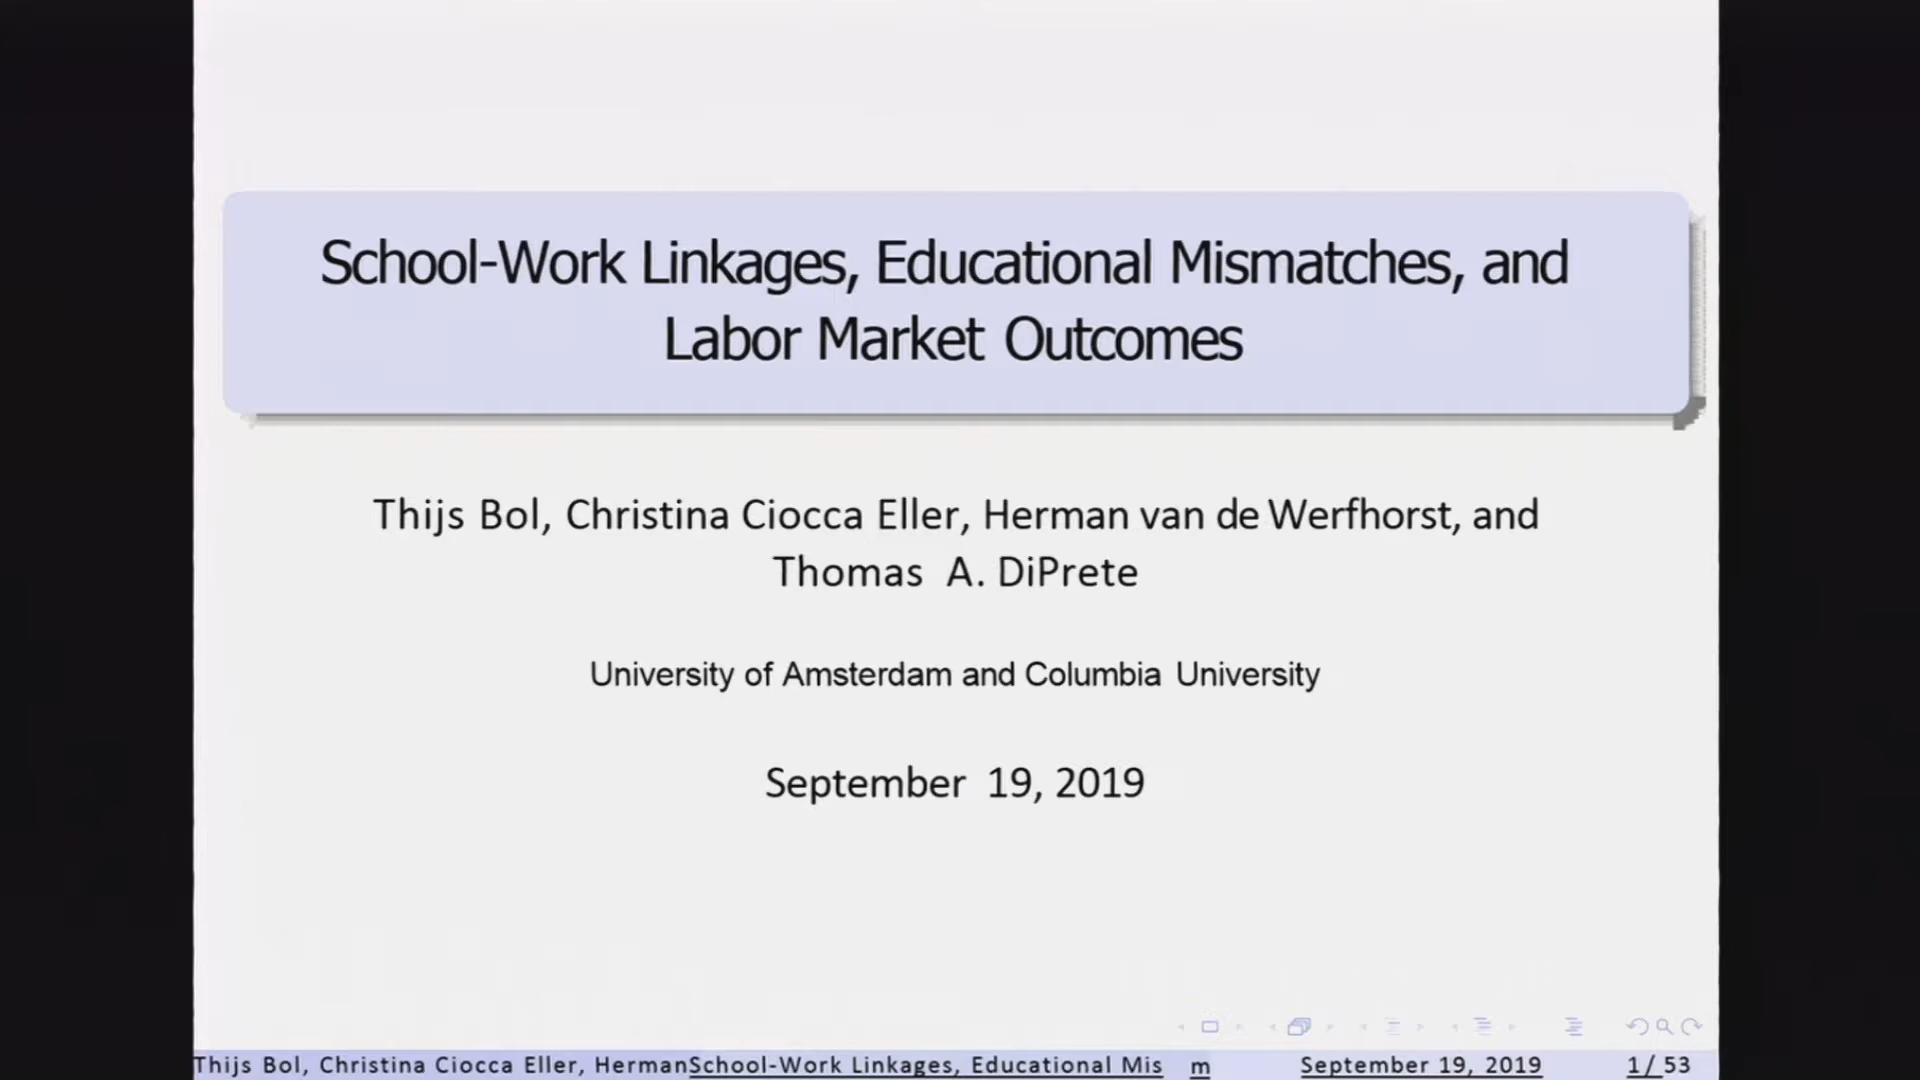 School-Work Linkages, Educational Mismatches, and
Labor Market Outcomes
Thijs Bol, Christina Ciocca Eller, Herman van de Werfhorst, and
Thomas A. DiPrete
University of Amsterdam and Columbia University
September 19, 2019
Thijs Bol, Christina Ciocca Eller, HermanSchool-Work Linkages, Educational Mis m September 19, 2019 1/ 53